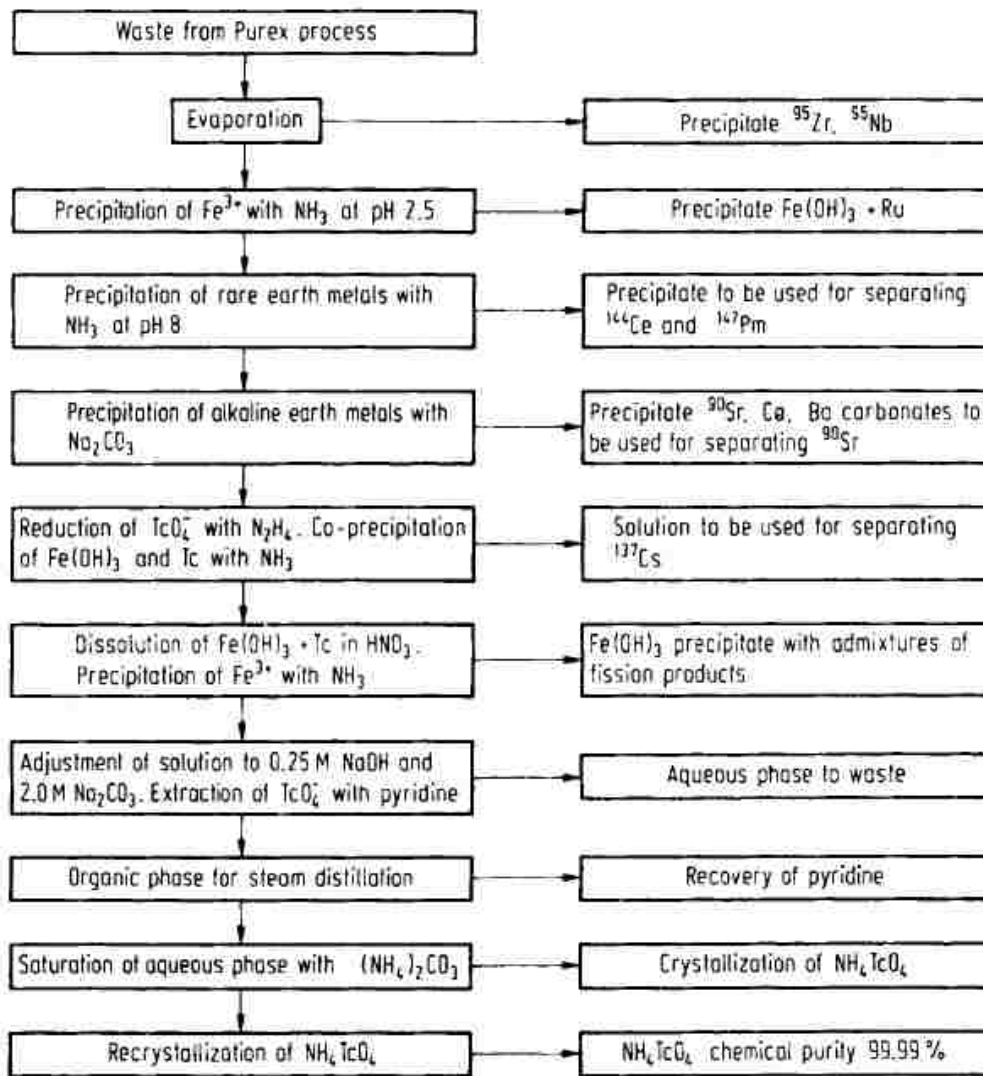 Waste from Purex process
Evaporation
Precipitate ⁹⁵Zr, ⁵⁵Nb
Precipitation of Fe³⁺ with NH₃ at pH 2.5
Precipitate Fe(OH)₃ + Ru
Precipitation of rare earth metals with
NH₃ at pH 8
Precipitate to be used for separating
¹⁴⁴Ce and ¹⁴⁷Pm
Precipitation of alkaline earth metals with
Na₂CO₃
Precipitate ⁹⁰Sr, Ca, Ba carbonates to
be used for separating ⁹⁰Sr
Reduction of TcO₄⁻ with N₂H₄. Co-precipitation
of Fe(OH)₃ and Tc with NH₃
Solution to be used for separating
¹³⁷Cs
Dissolution of Fe(OH)₃ + Tc in HNO₃.
Precipitation of Fe³⁺ with NH₃
Fe(OH)₃ precipitate with admixtures of
fission products
Adjustment of solution to 0.25 M NaOH and
2.0 M Na₂CO₃. Extraction of TcO₄⁻ with pyridine
Aqueous phase to waste
Organic phase for steam distillation
Recovery of pyridine
Saturation of aqueous phase with (NH₄)₂CO₃
Crystallization of NH₄TcO₄
Recrystallization of NH₄TcO₄
NH₄TcO₄ chemical purity 99.99 %